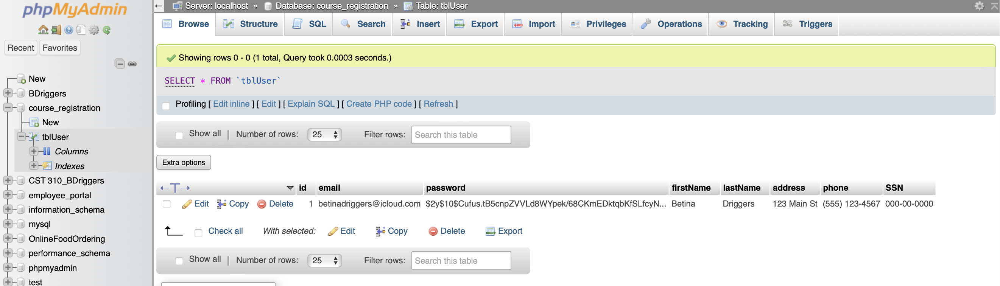 phpMyAdmin
Recent Favorites
New
BDriggers
course_registration
New
tblUser
Columns
Indexes
CST 310_BDriggers
employee_portal
information_schema
mysql
OnlineFoodOrdering
performance_schema
phpmyadmin
test
Server: localhost » Database: course_registration » Table: tblUser
Browse Structure SQL Search Insert Export Import Privileges Operations Tracking Triggers
Showing rows 0 - 0 (1 total, Query took 0.0003 seconds.)
SELECT * FROM `tblUser`
Profiling [ Edit inline ] [ Edit ] [ Explain SQL ] [ Create PHP code ] [ Refresh ]
Show all | Number of rows: 25 Filter rows: Search this table
Extra options
←T→ id email password firstName lastName address phone SSN
Edit Copy Delete 1 betinadriggers@icloud.com $2y$10$Cufus.tB5cnpZVVLd8WYpek/68CKmEDktqbKfSLfcyN... Betina Driggers 123 Main St (555) 123-4567 000-00-0000
Check all With selected: Edit Copy Delete Export
Show all | Number of rows: 25 Filter rows: Search this table